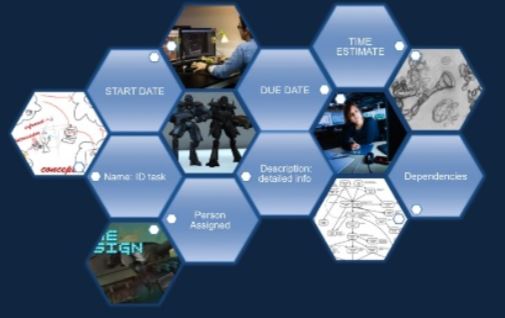 TIME
ESTIMATE
START DATE
DUE DATE
concept
Name: ID task
Description:
detailed info
Dependencies
Person
Assigned
SIGN